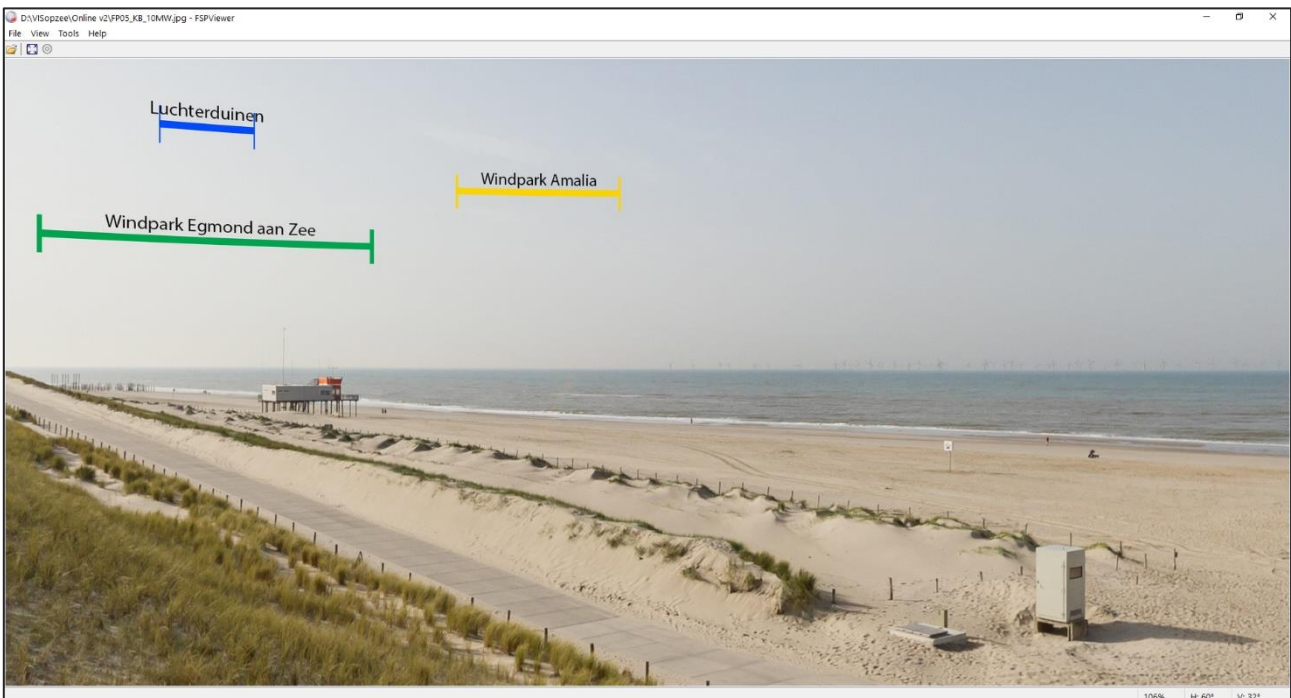 D:\VISopzee\Online v2\FP05_KB_10MW.jpg - FSPViewer
File View Tools Help
Luchterduinen
Windpark Amalia
Windpark Egmond aan Zee
106% H: 60° V: 32°